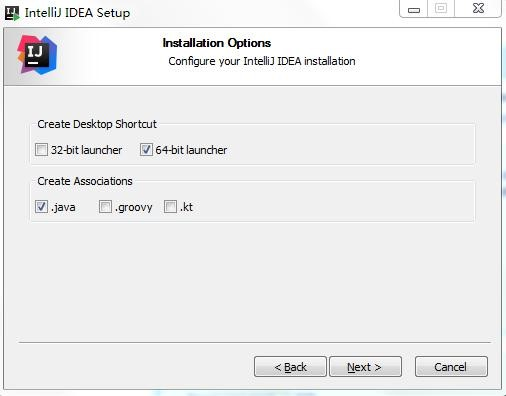 IntelliJ IDEA Setup
IJ
Installation Options
Configure your IntelliJ IDEA installation
Create Desktop Shortcut
32-bit launcher 64-bit launcher
Create Associations
.java .groovy .kt
< Back Next > Cancel